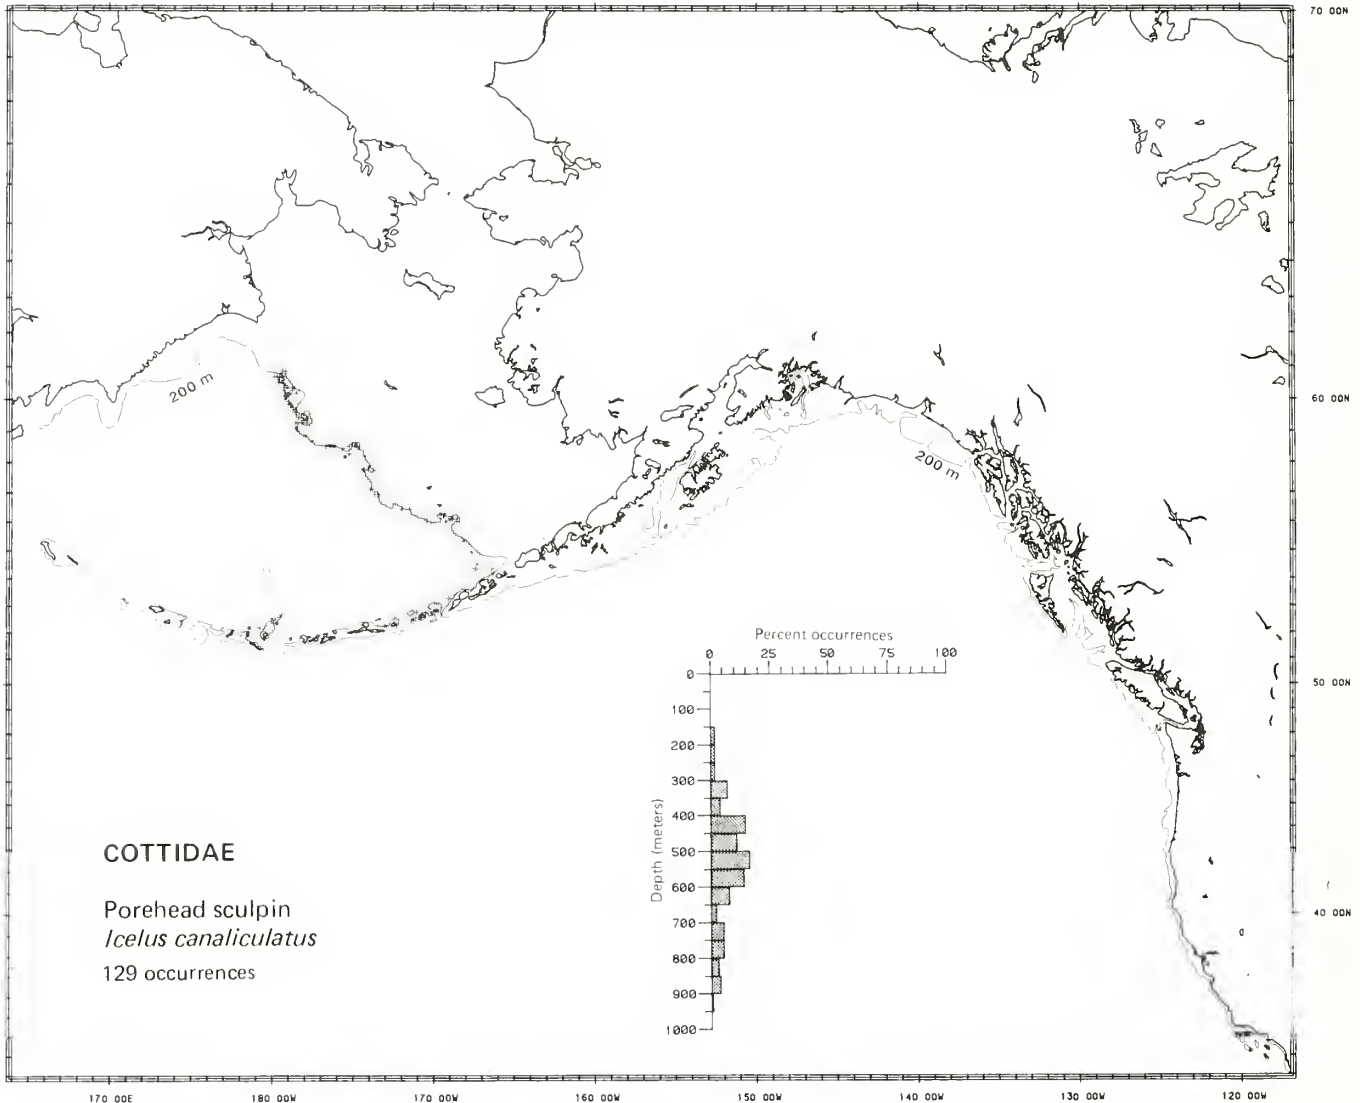 70 00N
200 m
60 00N
200 m
Percent occurrences
0 25 50 75 100
50 00N
0
100
200
300
400
500
600
700
800
900
1000
Depth (meters)
40 00N
COTTIDAE
Porehead sculpin
Icelus canaliculatus
129 occurrences
170 00E 180 00W 170 00W 160 00W 150 00W 140 00W 130 00W 120 00W